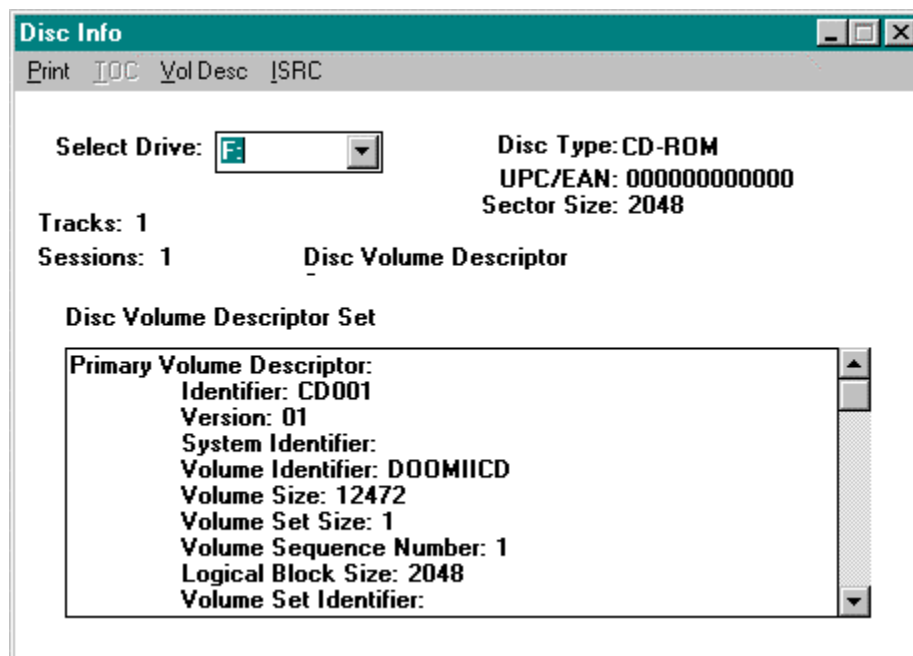 Disc Info
Print TOC Vol Desc ISRC
Select Drive: F:
Disc Type: CD-ROM
UPC/EAN: 000000000000
Sector Size: 2048
Tracks: 1
Sessions: 1
Disc Volume Descriptor
Disc Volume Descriptor Set
Primary Volume Descriptor:
Identifier: CD001
Version: 01
System Identifier:
Volume Identifier: DOOMIICD
Volume Size: 12472
Volume Set Size: 1
Volume Sequence Number: 1
Logical Block Size: 2048
Volume Set Identifier: